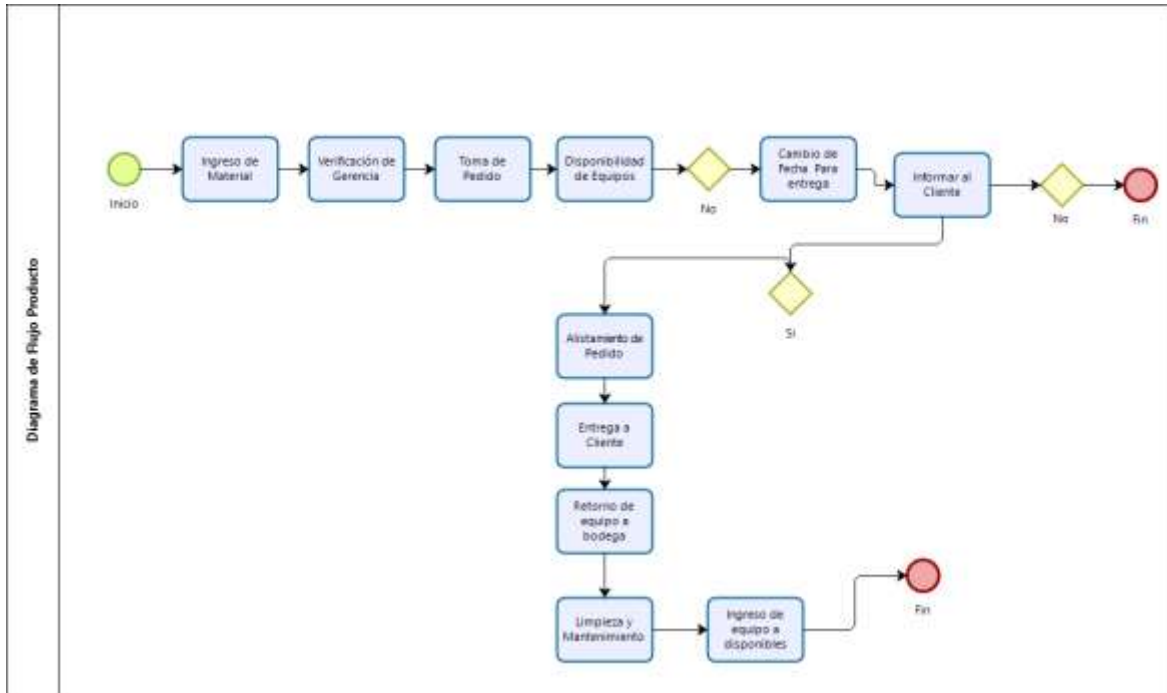 Diagrama de Flujo Producto
Inicio
Ingreso de
Material
Verificación de
Gerencia
Toma de
Pedido
Disponibilidad
de Equipos
No
Cambio de
Fecha Para
entrega
Informar al
Cliente
No
Fin
Si
Alistamiento de
Pedido
Entrega a
Cliente
Retorno de
equipo a
bodega
Limpieza y
Mantenimiento
Ingreso de
equipo a
disponibles
Fin